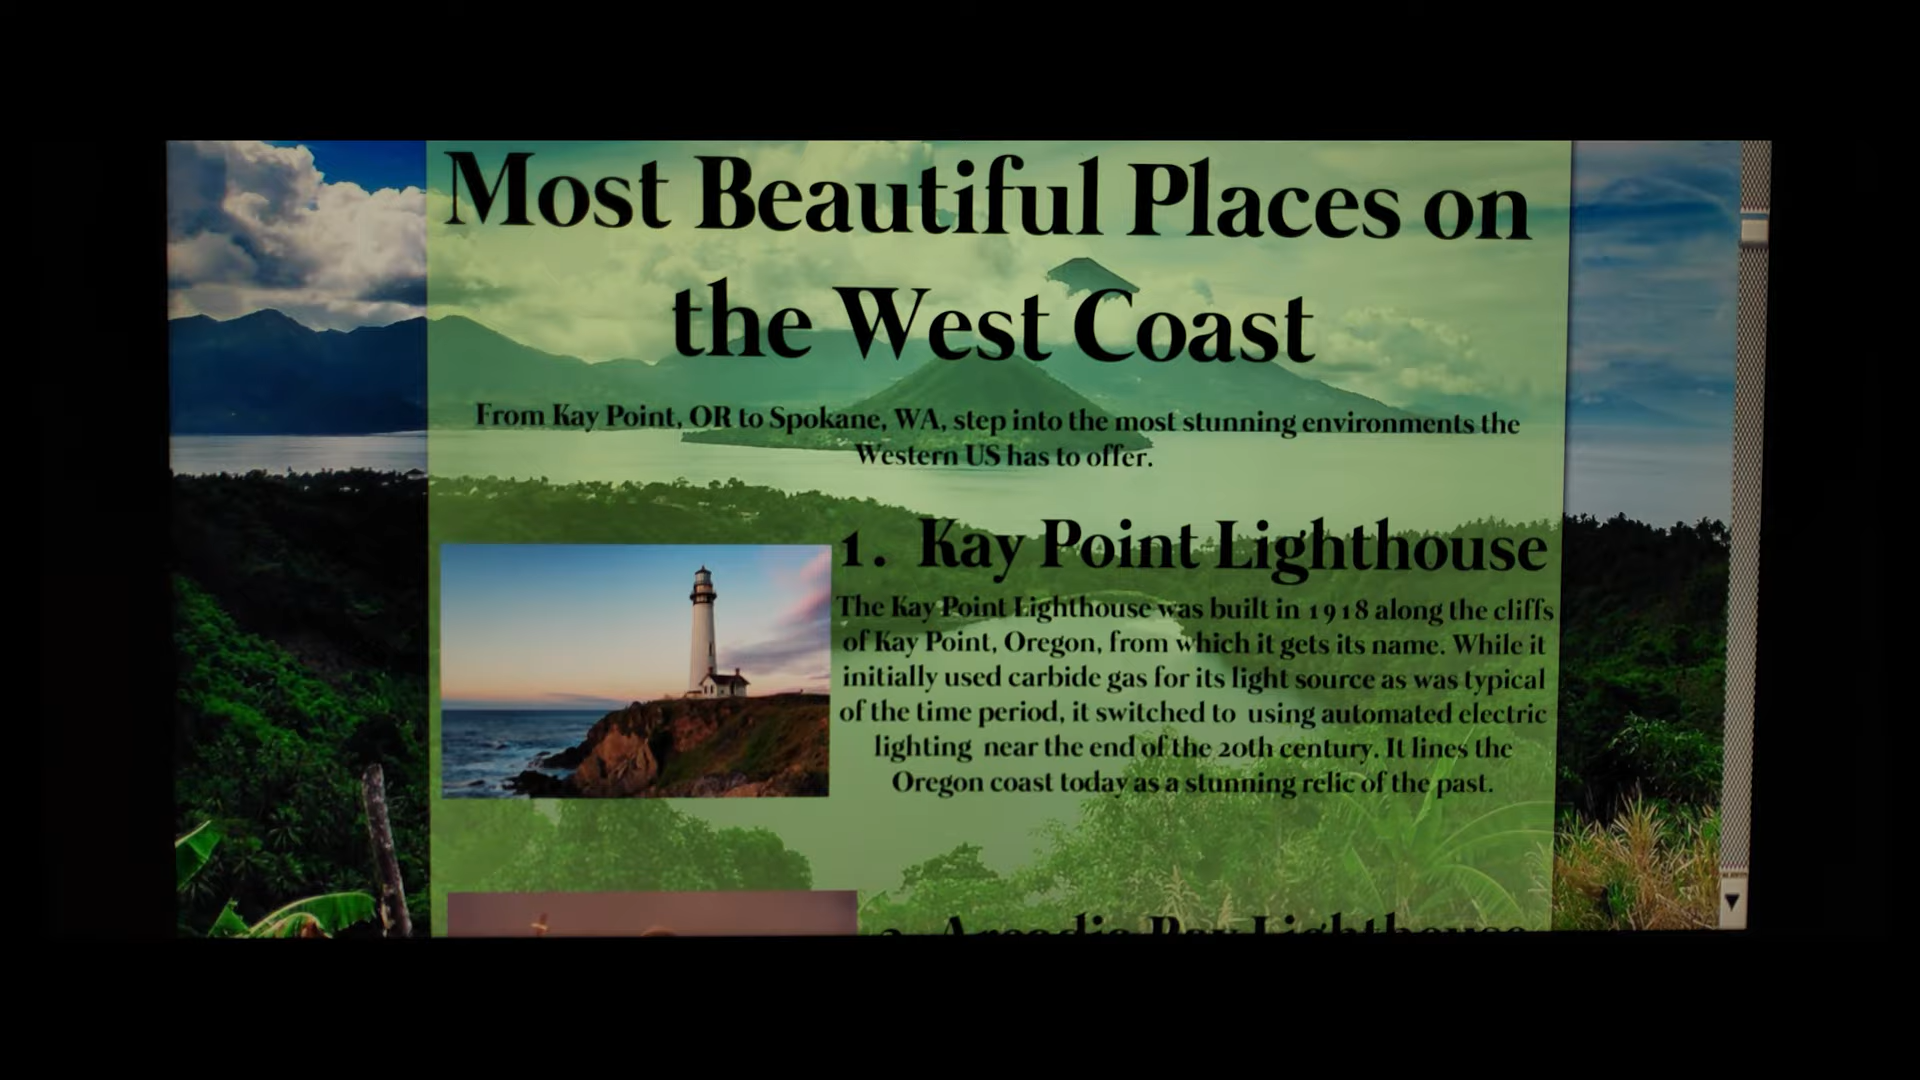 Most Beautiful Places on
the West Coast
From Kay Point, OR to Spokane, WA, step into the most stunning environments the
Western US has to offer.
1. Kay Point Lighthouse
The Kay Point Lighthouse was built in 1918 along the cliffs
of Kay Point, Oregon, from which it gets its name. While it
initially used carbide gas for its light source as was typical
of the time period, it switched to using automated electric
lighting near the end of the 20th century. It lines the
Oregon coast today as a stunning relic of the past.
2. Arcadia Bay Lighthouse